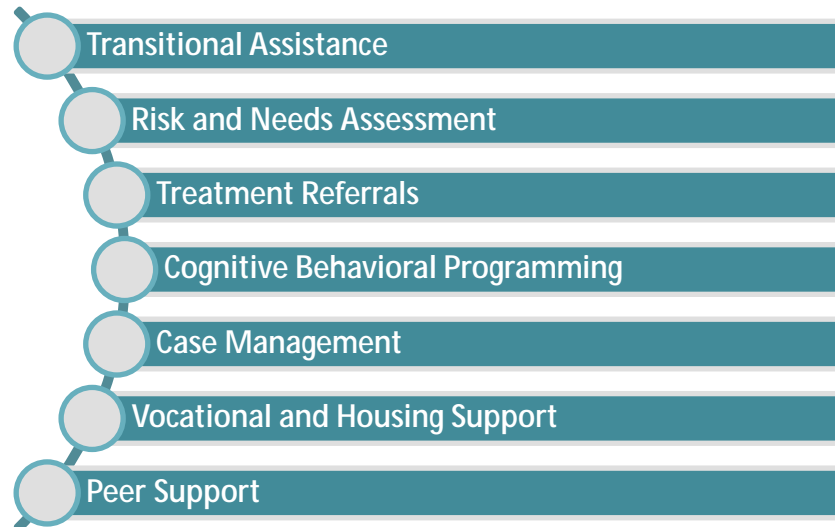 Transitional Assistance
Risk and Needs Assessment
Treatment Referrals
Cognitive Behavioral Programming
Case Management
Vocational and Housing Support
Peer Support